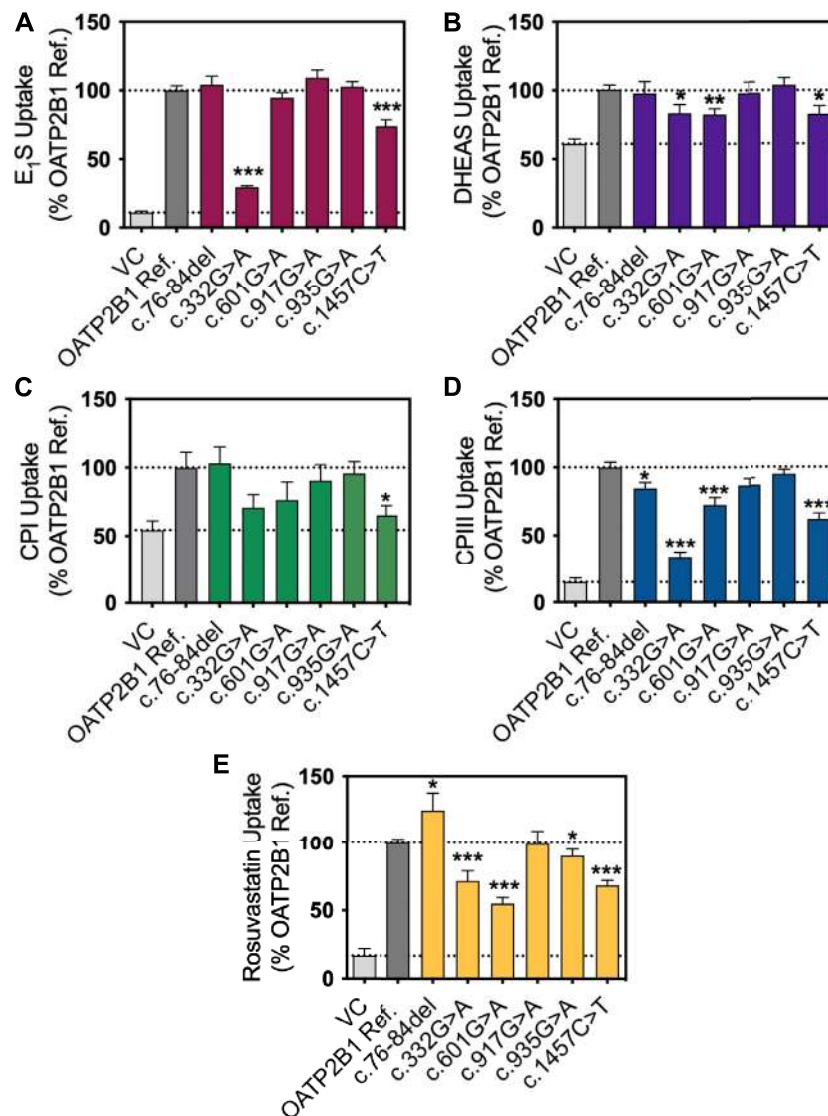 A
E₁S Uptake
(% OATP2B1 Ref.)
150
100
50
0
***
***
VC
OATP2B1 Ref.
c.76-84del
c.332G>A
c.601G>A
c.917G>A
c.935G>A
c.1457C>T
B
DHEAS Uptake
(% OATP2B1 Ref.)
150
100
50
0
*
**
*
VC
OATP2B1 Ref.
c.76-84del
c.332G>A
c.601G>A
c.917G>A
c.935G>A
c.1457C>T
C
CPI Uptake
(% OATP2B1 Ref.)
150
100
50
0
*
VC
OATP2B1 Ref.
c.76-84del
c.332G>A
c.601G>A
c.917G>A
c.935G>A
c.1457C>T
D
CPIII Uptake
(% OATP2B1 Ref.)
150
100
50
0
*
***
***
***
VC
OATP2B1 Ref.
c.76-84del
c.332G>A
c.601G>A
c.917G>A
c.935G>A
c.1457C>T
E
Rosuvastatin Uptake
(% OATP2B1 Ref.)
150
100
50
0
*
***
***
*
***
VC
OATP2B1 Ref.
c.76-84del
c.332G>A
c.601G>A
c.917G>A
c.935G>A
c.1457C>T